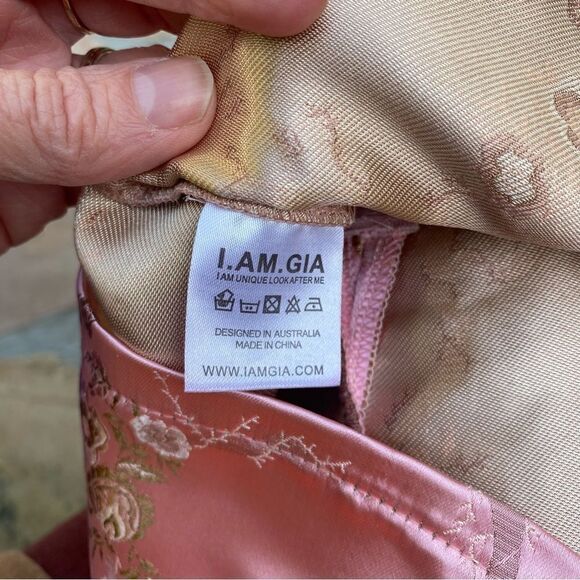 I.AM.GIA
I AM UNIQUE LOOK AFTER ME
DESIGNED IN AUSTRALIA
MADE IN CHINA
WWW.IAMGIA.COM